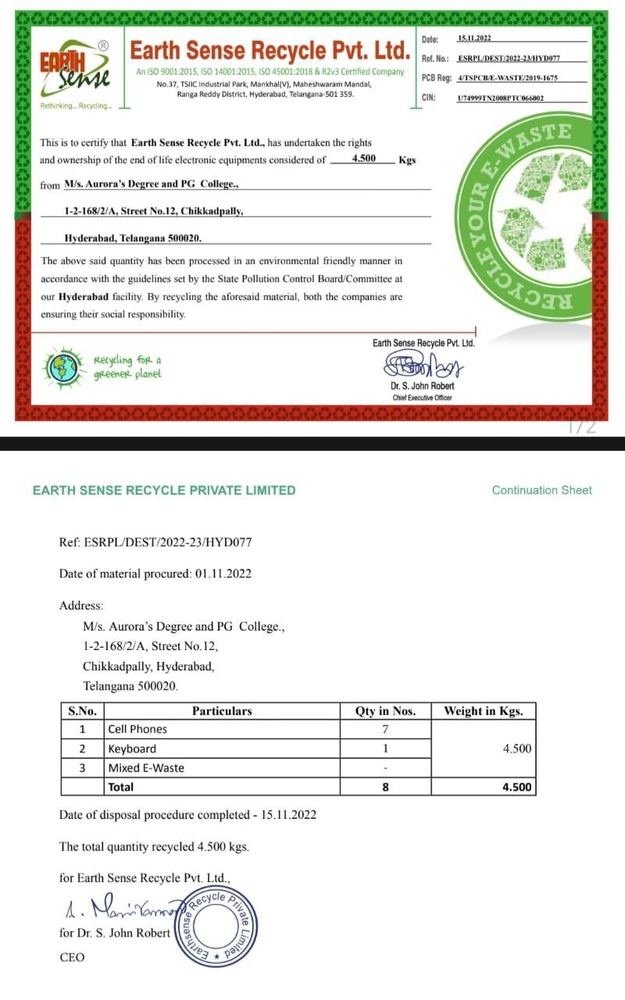 EARTH
Sense
®
Rethinking... Recycling...
Earth Sense Recycle Pvt. Ltd.
An ISO 9001:2015, ISO 14001:2015, ISO 45001:2018 & R2v3 Certified Company
No.37, TSIIC Industrial Park, Mankhal(V), Maheshwaram Mandal,
Ranga Reddy District, Hyderabad, Telangana-501 359.
Date: 15.11.2022
Ref. No.: ESRPL/DEST/2022-23/HYD077
PCB Reg: 4/TSPCB/E-WASTE/2019-1675
CIN: U74999TN2008PTC066002
This is to certify that Earth Sense Recycle Pvt. Ltd., has undertaken the rights
and ownership of the end of life electronic equipments considered of 4.500 Kgs
from M/s. Aurora's Degree and PG College.,
1-2-168/2/A, Street No.12, Chikkadpally,
Hyderabad, Telangana 500020.
The above said quantity has been processed in an environmental friendly manner in
accordance with the guidelines set by the State Pollution Control Board/Committee at
our Hyderabad facility. By recycling the aforesaid material, both the companies are
ensuring their social responsibility.
RECYCLE YOUR E-WASTE
RECYCLE
Recycling for a
greener planet
Earth Sense Recycle Pvt. Ltd.
Dr. S. John Robert
Chief Executive Officer
1/2
EARTH SENSE RECYCLE PRIVATE LIMITED Continuation Sheet
Ref: ESRPL/DEST/2022-23/HYD077
Date of material procured: 01.11.2022
Address:
M/s. Aurora's Degree and PG College.,
1-2-168/2/A, Street No.12,
Chikkadpally, Hyderabad,
Telangana 500020.
S.No. Particulars Qty in Nos. Weight in Kgs.
1 Cell Phones 7
2 Keyboard 1 4.500
3 Mixed E-Waste -
Total 8 4.500
Date of disposal procedure completed - 15.11.2022
The total quantity recycled 4.500 kgs.
for Earth Sense Recycle Pvt. Ltd.,
for Dr. S. John Robert
CEO
Earthsense Recycle Private Limited ★